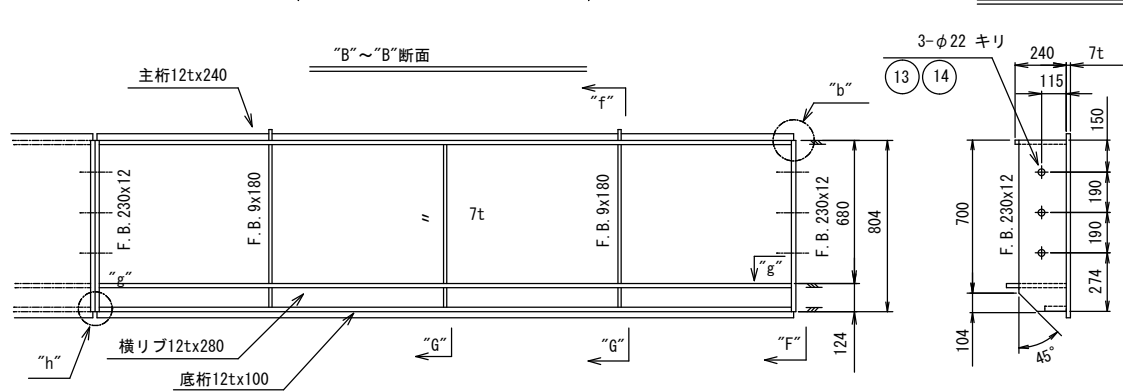 "B"～"B"断面
主桁12tx240
"f"
"b"
3-φ22 キリ
13 14
240
7t
115
150
190
190
274
700
104
45°
F.B.230x12
F.B.230x12
F.B.9x180
〃
7t
F.B.9x180
F.B.230x12
680
804
124
"g"
"g"
"h"
横リブ12tx280
底桁12tx100
"G"
"G"
"F"